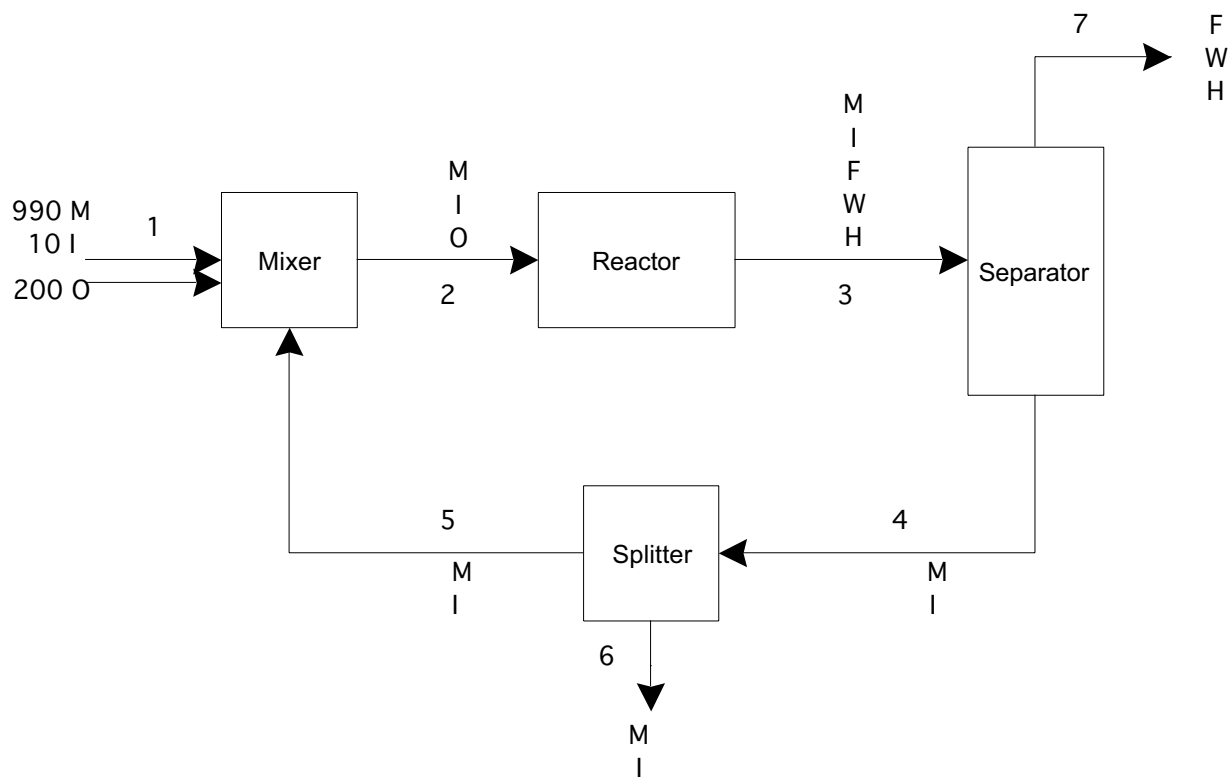 7
F
W
H
M
I
F
W
H
M
I
O
990 M
10 I
1
200 O
Mixer
2
Reactor
3
Separator
5
M
I
Splitter
4
M
I
6
M
I